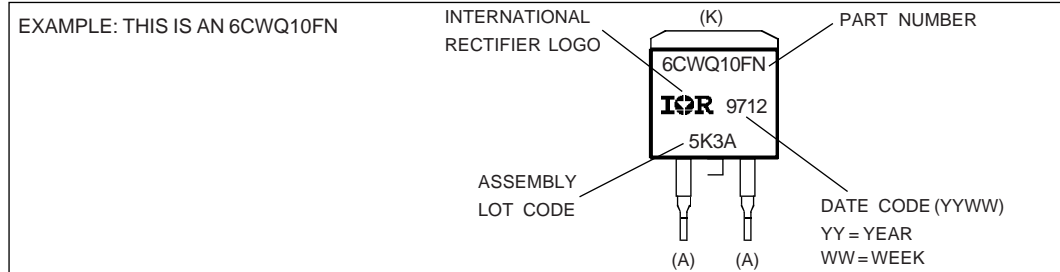 EXAMPLE: THIS IS AN 6CWQ10FN
INTERNATIONAL
RECTIFIER LOGO
(K)
PART NUMBER
6CWQ10FN
IOR 9712
5K3A
ASSEMBLY
LOT CODE
DATE CODE (YYWW)
YY = YEAR
WW = WEEK
(A) (A)